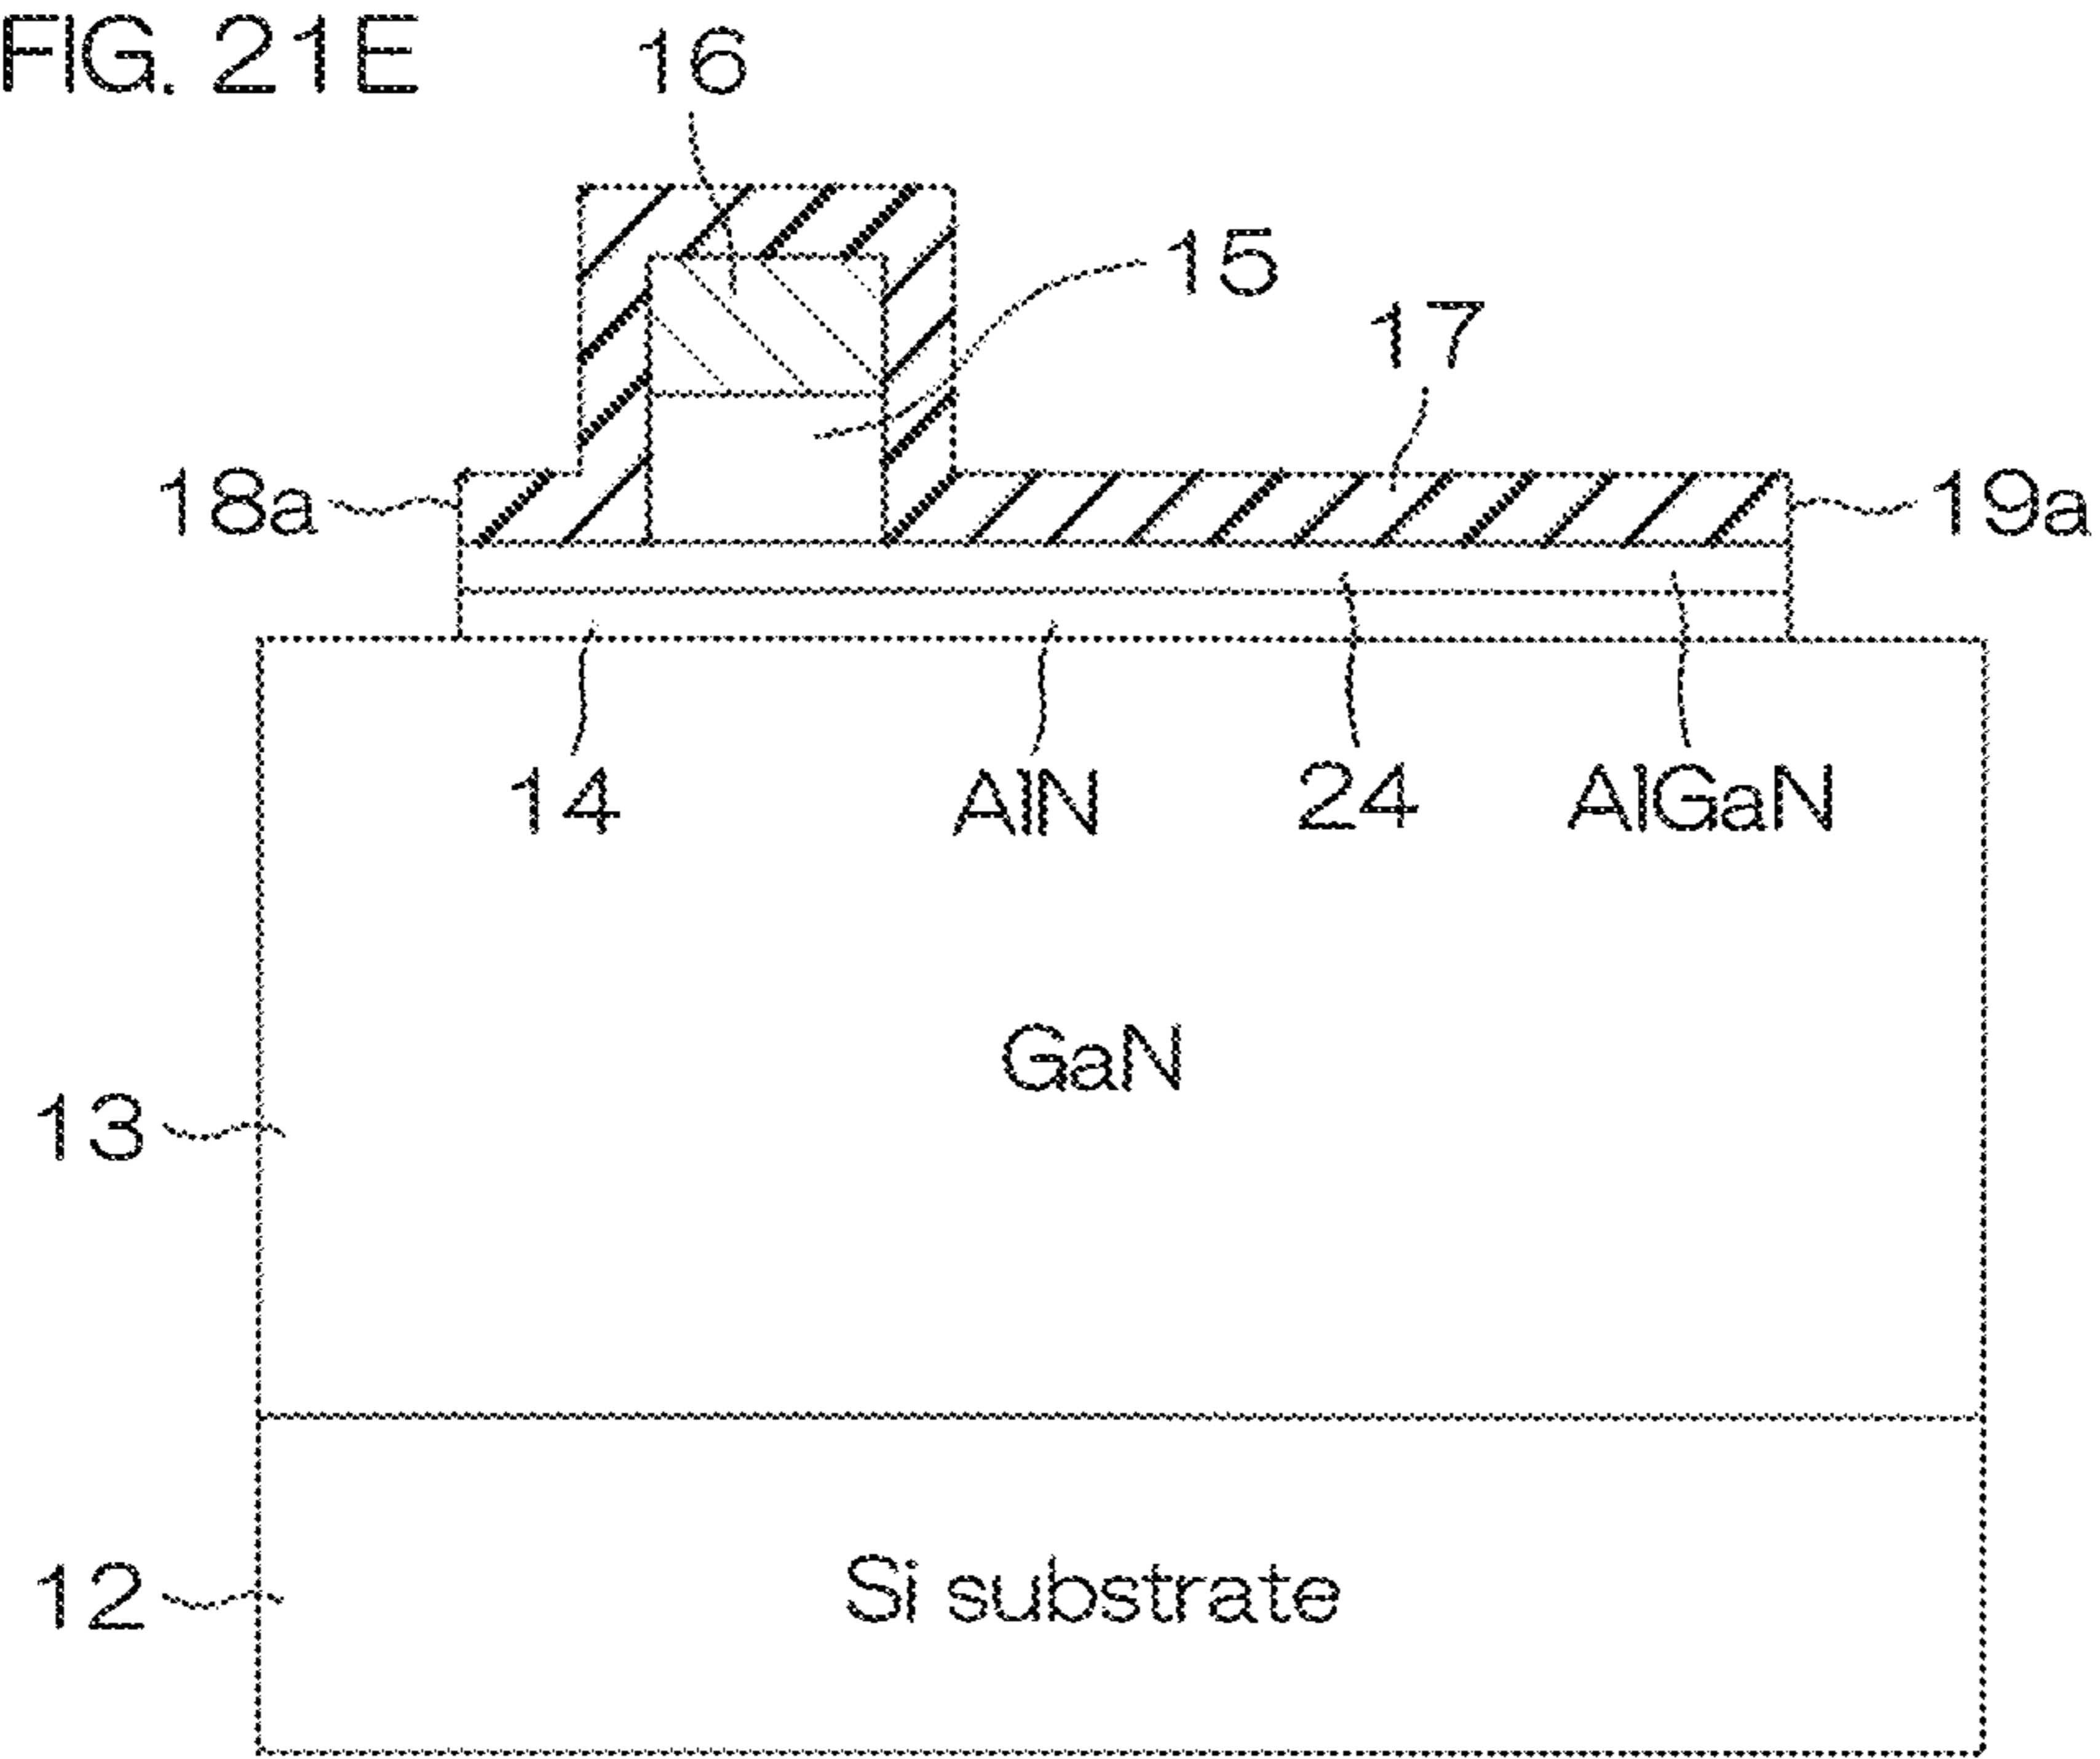 FIG. 21E
16
15
17
18a
19a
14
AlN
24
AlGaN
GaN
13
12
Si substrate